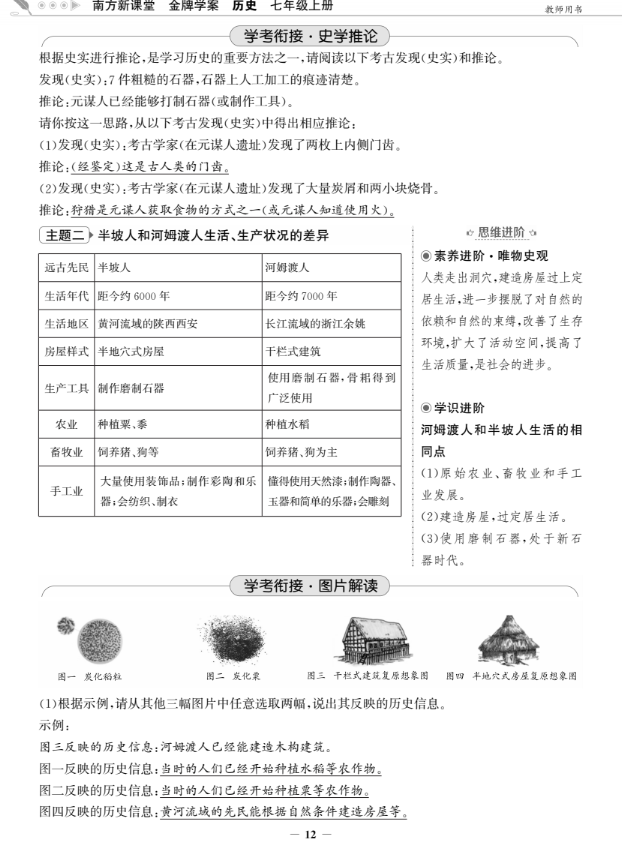 南方新课堂 金牌学案 历史 七年级上册
教师用书
学考衔接·史学推论
根据史实进行推论,是学习历史的重要方法之一,请阅读以下考古发现(史实)和推论。
发现(史实):7 件粗糙的石器,石器上人工加工的痕迹清楚。
推论:元谋人已经能够打制石器(或制作工具)。
请你按这一思路,从以下考古发现(史实)中得出相应推论:
(1)发现(史实):考古学家(在元谋人遗址)发现了两枚上内侧门齿。
推论:(经鉴定)这是古人类的门齿。
(2)发现(史实):考古学家(在元谋人遗址)发现了大量炭屑和两小块烧骨。
推论:狩猎是元谋人获取食物的方式之一(或元谋人知道使用火)。
主题二 半坡人和河姆渡人生活、生产状况的差异
远古先民 半坡人 河姆渡人
生活年代 距今约 6000 年 距今约 7000 年
生活地区 黄河流域的陕西西安 长江流域的浙江余姚
房屋样式 半地穴式房屋 干栏式建筑
生产工具 制作磨制石器 使用磨制石器,骨耜得到
广泛使用
农业 种植粟、黍 种植水稻
畜牧业 饲养猪、狗等 饲养猪、狗为主
手工业 大量使用装饰品;制作彩陶和乐 懂得使用天然漆;制作陶器、
器;会纺织、制衣 玉器和简单的乐器;会雕刻
思维进阶
素养进阶·唯物史观
人类走出洞穴,建造房屋过上定
居生活,进一步摆脱了对自然的
依赖和自然的束缚,改善了生存
环境,扩大了活动空间,提高了
生活质量,是社会的进步。
学识进阶
河姆渡人和半坡人生活的相
同点
(1)原始农业、畜牧业和手工
业发展。
(2)建造房屋,过定居生活。
(3)使用磨制石器,处于新石
器时代。
学考衔接·图片解读
图一 炭化稻粒 图二 炭化粟 图三 干栏式建筑复原想象图 图四 半地穴式房屋复原想象图
(1)根据示例,请从其他三幅图片中任意选取两幅,说出其反映的历史信息。
示例:
图三反映的历史信息:河姆渡人已经能建造木构建筑。
图一反映的历史信息:当时的人们已经开始种植水稻等农作物。
图二反映的历史信息:当时的人们已经开始种植粟等农作物。
图四反映的历史信息:黄河流域的先民能根据自然条件建造房屋等。
— 12 —